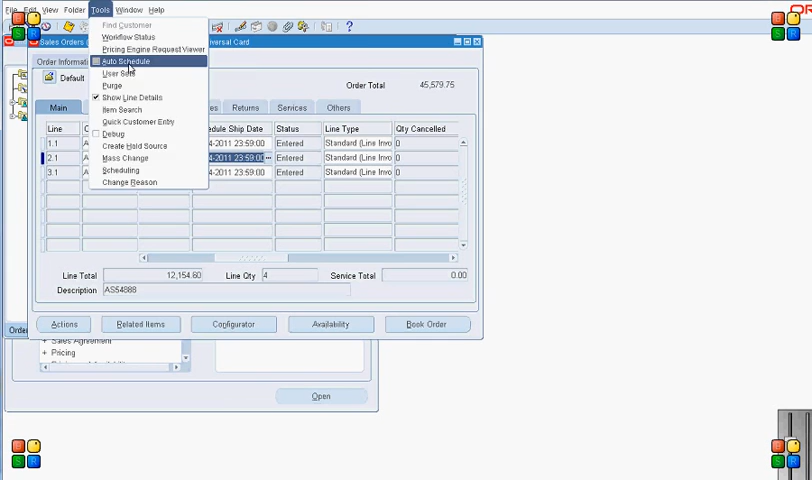 File Edit View Folder Tools Window Help
Sales Orders
versal Card
Find Customer
Workflow Status
Pricing Engine Request Viewer
Auto Schedule
User Sets
Purge
Show Line Details
Item Search
Quick Customer Entry
Debug
Create Hold Source
Mass Change
Scheduling
Change Reason
Order Informati
Default
Order Total 45,579.75
Main es Returns Services Others
Line hedule Ship Date Status Line Type Qty Cancelled
1.1 4-2011 23:59:00 Entered Standard (Line Invo 0
2.1 4-2011 23:59:00 Entered Standard (Line Invo 0
3.1 4-2011 23:59:00 Entered Standard (Line Invo 0
Line Total 12,154.60 Line Qty 4 Service Total 0.00
Description AS54888
Actions Related Items Configurator Availability Book Order
Order
Sales Agreement
Pricing
Open
B S R
B S R
B S R
B S R
OR